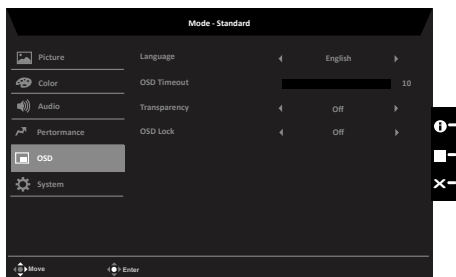 Mode - Standard
Picture
Language
English
Color
OSD Timeout
10
Audio
Transparency
Off
Pertormance
OSD Lock
Off
OSD
System
Move
Enter